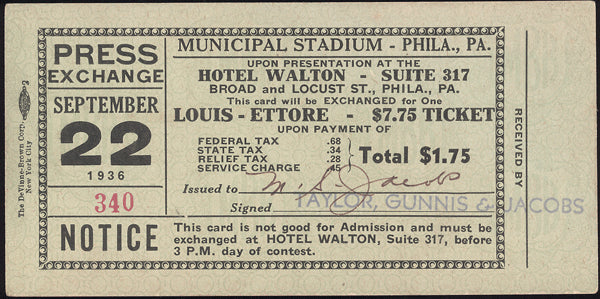 PRESS
EXCHANGE
SEPTEMBER
22
1936
340
MUNICIPAL STADIUM - PHILA., PA.
UPON PRESENTATION AT THE
HOTEL WALTON - SUITE 317
BROAD and LOCUST ST., PHILA., PA.
This card will be EXCHANGED for One
LOUIS - ETTORE - $7.75 TICKET
UPON PAYMENT OF
FEDERAL TAX .68
STATE TAX .34
RELIEF TAX .28
SERVICE CHARGE .45
Total $1.75
Issued to M. S. Jacobs
Signed TAYLOR, GUNNIS & JACOBS
NOTICE
This card is not good for Admission and must be
exchanged at HOTEL WALTON, Suite 317, before
3 P.M. day of contest.
RECEIVED BY
The DeVinne-Brown Corp.
New York City